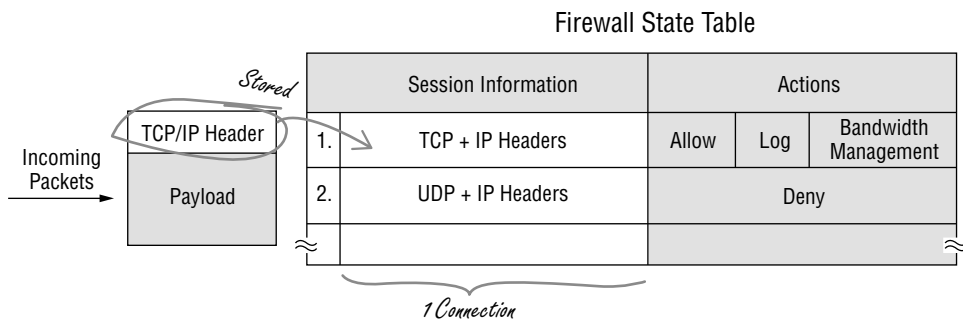 Firewall State Table
Stored
Session Information
Actions
Incoming
Packets
TCP/IP Header
Payload
1.
TCP + IP Headers
Allow
Log
Bandwidth
Management
2.
UDP + IP Headers
Deny
1 Connection